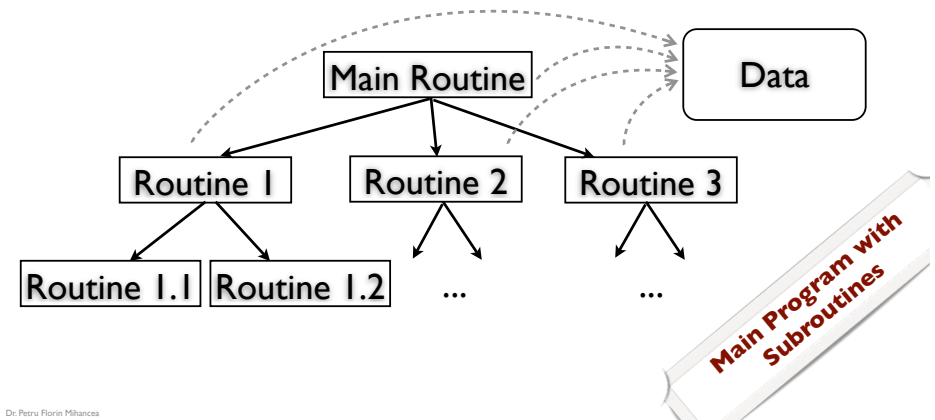 Main Routine
Data
Routine 1
Routine 2
Routine 3
Routine 1.1
Routine 1.2
...
...
Main Program with
Subroutines
Dr. Petru Florin Mihancea